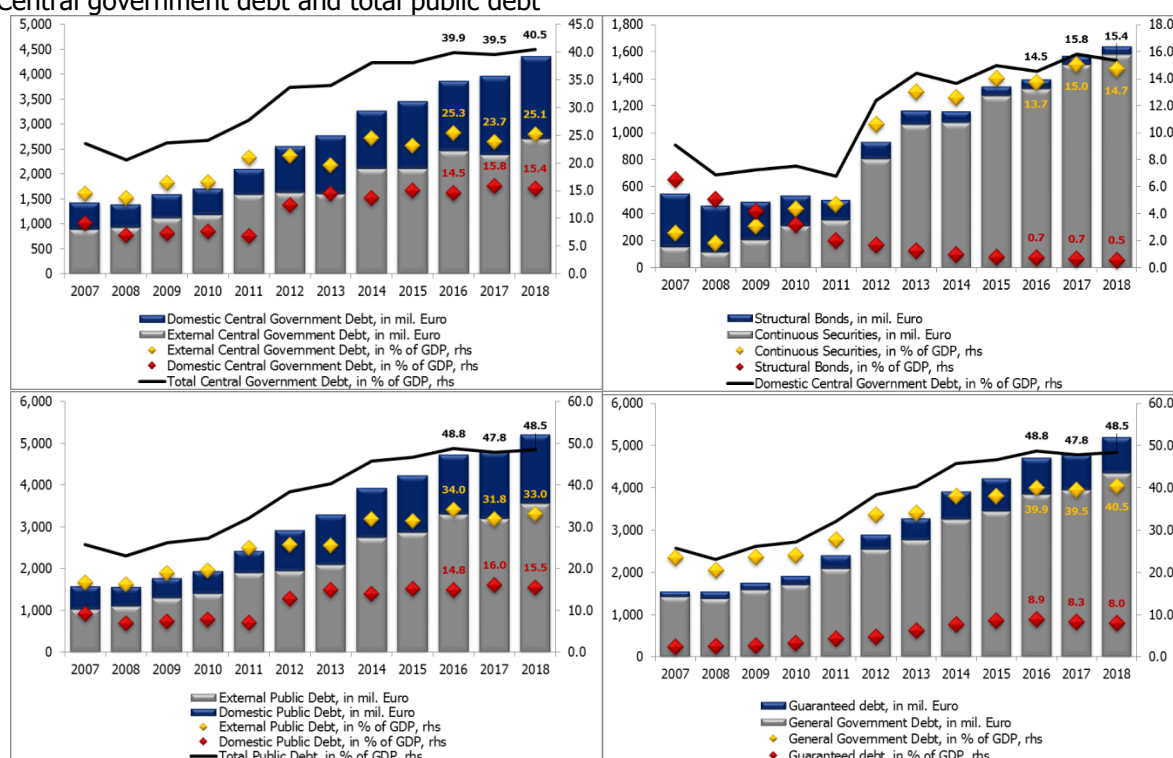 Central government debt and total public debt
5,000
4,500
4,000
3,500
3,000
2,500
2,000
1,500
1,000
500
0
45.0
40.0
35.0
30.0
25.0
20.0
15.0
10.0
5.0
0.0
39.9 39.5 40.5
25.3 23.7 25.1
14.5 15.8 15.4
2007 2008 2009 2010 2011 2012 2013 2014 2015 2016 2017 2018
Domestic Central Government Debt, in mil. Euro
External Central Government Debt, in mil. Euro
External Central Government Debt, in % of GDP, rhs
Domestic Central Government Debt, in % of GDP, rhs
Total Central Government Debt, in % of GDP, rhs
1,800
1,600
1,400
1,200
1,000
800
600
400
200
0
18.0
16.0
14.0
12.0
10.0
8.0
6.0
4.0
2.0
0.0
14.5 15.8 15.4
13.7 15.0 14.7
0.7 0.7 0.5
2007 2008 2009 2010 2011 2012 2013 2014 2015 2016 2017 2018
Structural Bonds, in mil. Euro
Continuous Securities, in mil. Euro
Continuous Securities, in % of GDP, rhs
Structural Bonds, in % of GDP, rhs
Domestic Central Government Debt, in % of GDP, rhs
6,000
5,000
4,000
3,000
2,000
1,000
0
60.0
50.0
40.0
30.0
20.0
10.0
0.0
48.8 47.8 48.5
34.0 31.8 33.0
14.8 16.0 15.5
2007 2008 2009 2010 2011 2012 2013 2014 2015 2016 2017 2018
External Public Debt, in mil. Euro
Domestic Public Debt, in mil. Euro
External Public Debt, in % of GDP, rhs
Domestic Public Debt, in % of GDP, rhs
Total Public Debt, in % of GDP, rhs
6,000
5,000
4,000
3,000
2,000
1,000
0
60.0
50.0
40.0
30.0
20.0
10.0
0.0
48.8 47.8 48.5
39.9 39.5 40.5
8.9 8.3 8.0
2007 2008 2009 2010 2011 2012 2013 2014 2015 2016 2017 2018
Guaranteed debt, in mil. Euro
General Government Debt, in mil. Euro
General Government Debt, in % of GDP, rhs
Guaranteed debt, in % of GDP, rhs